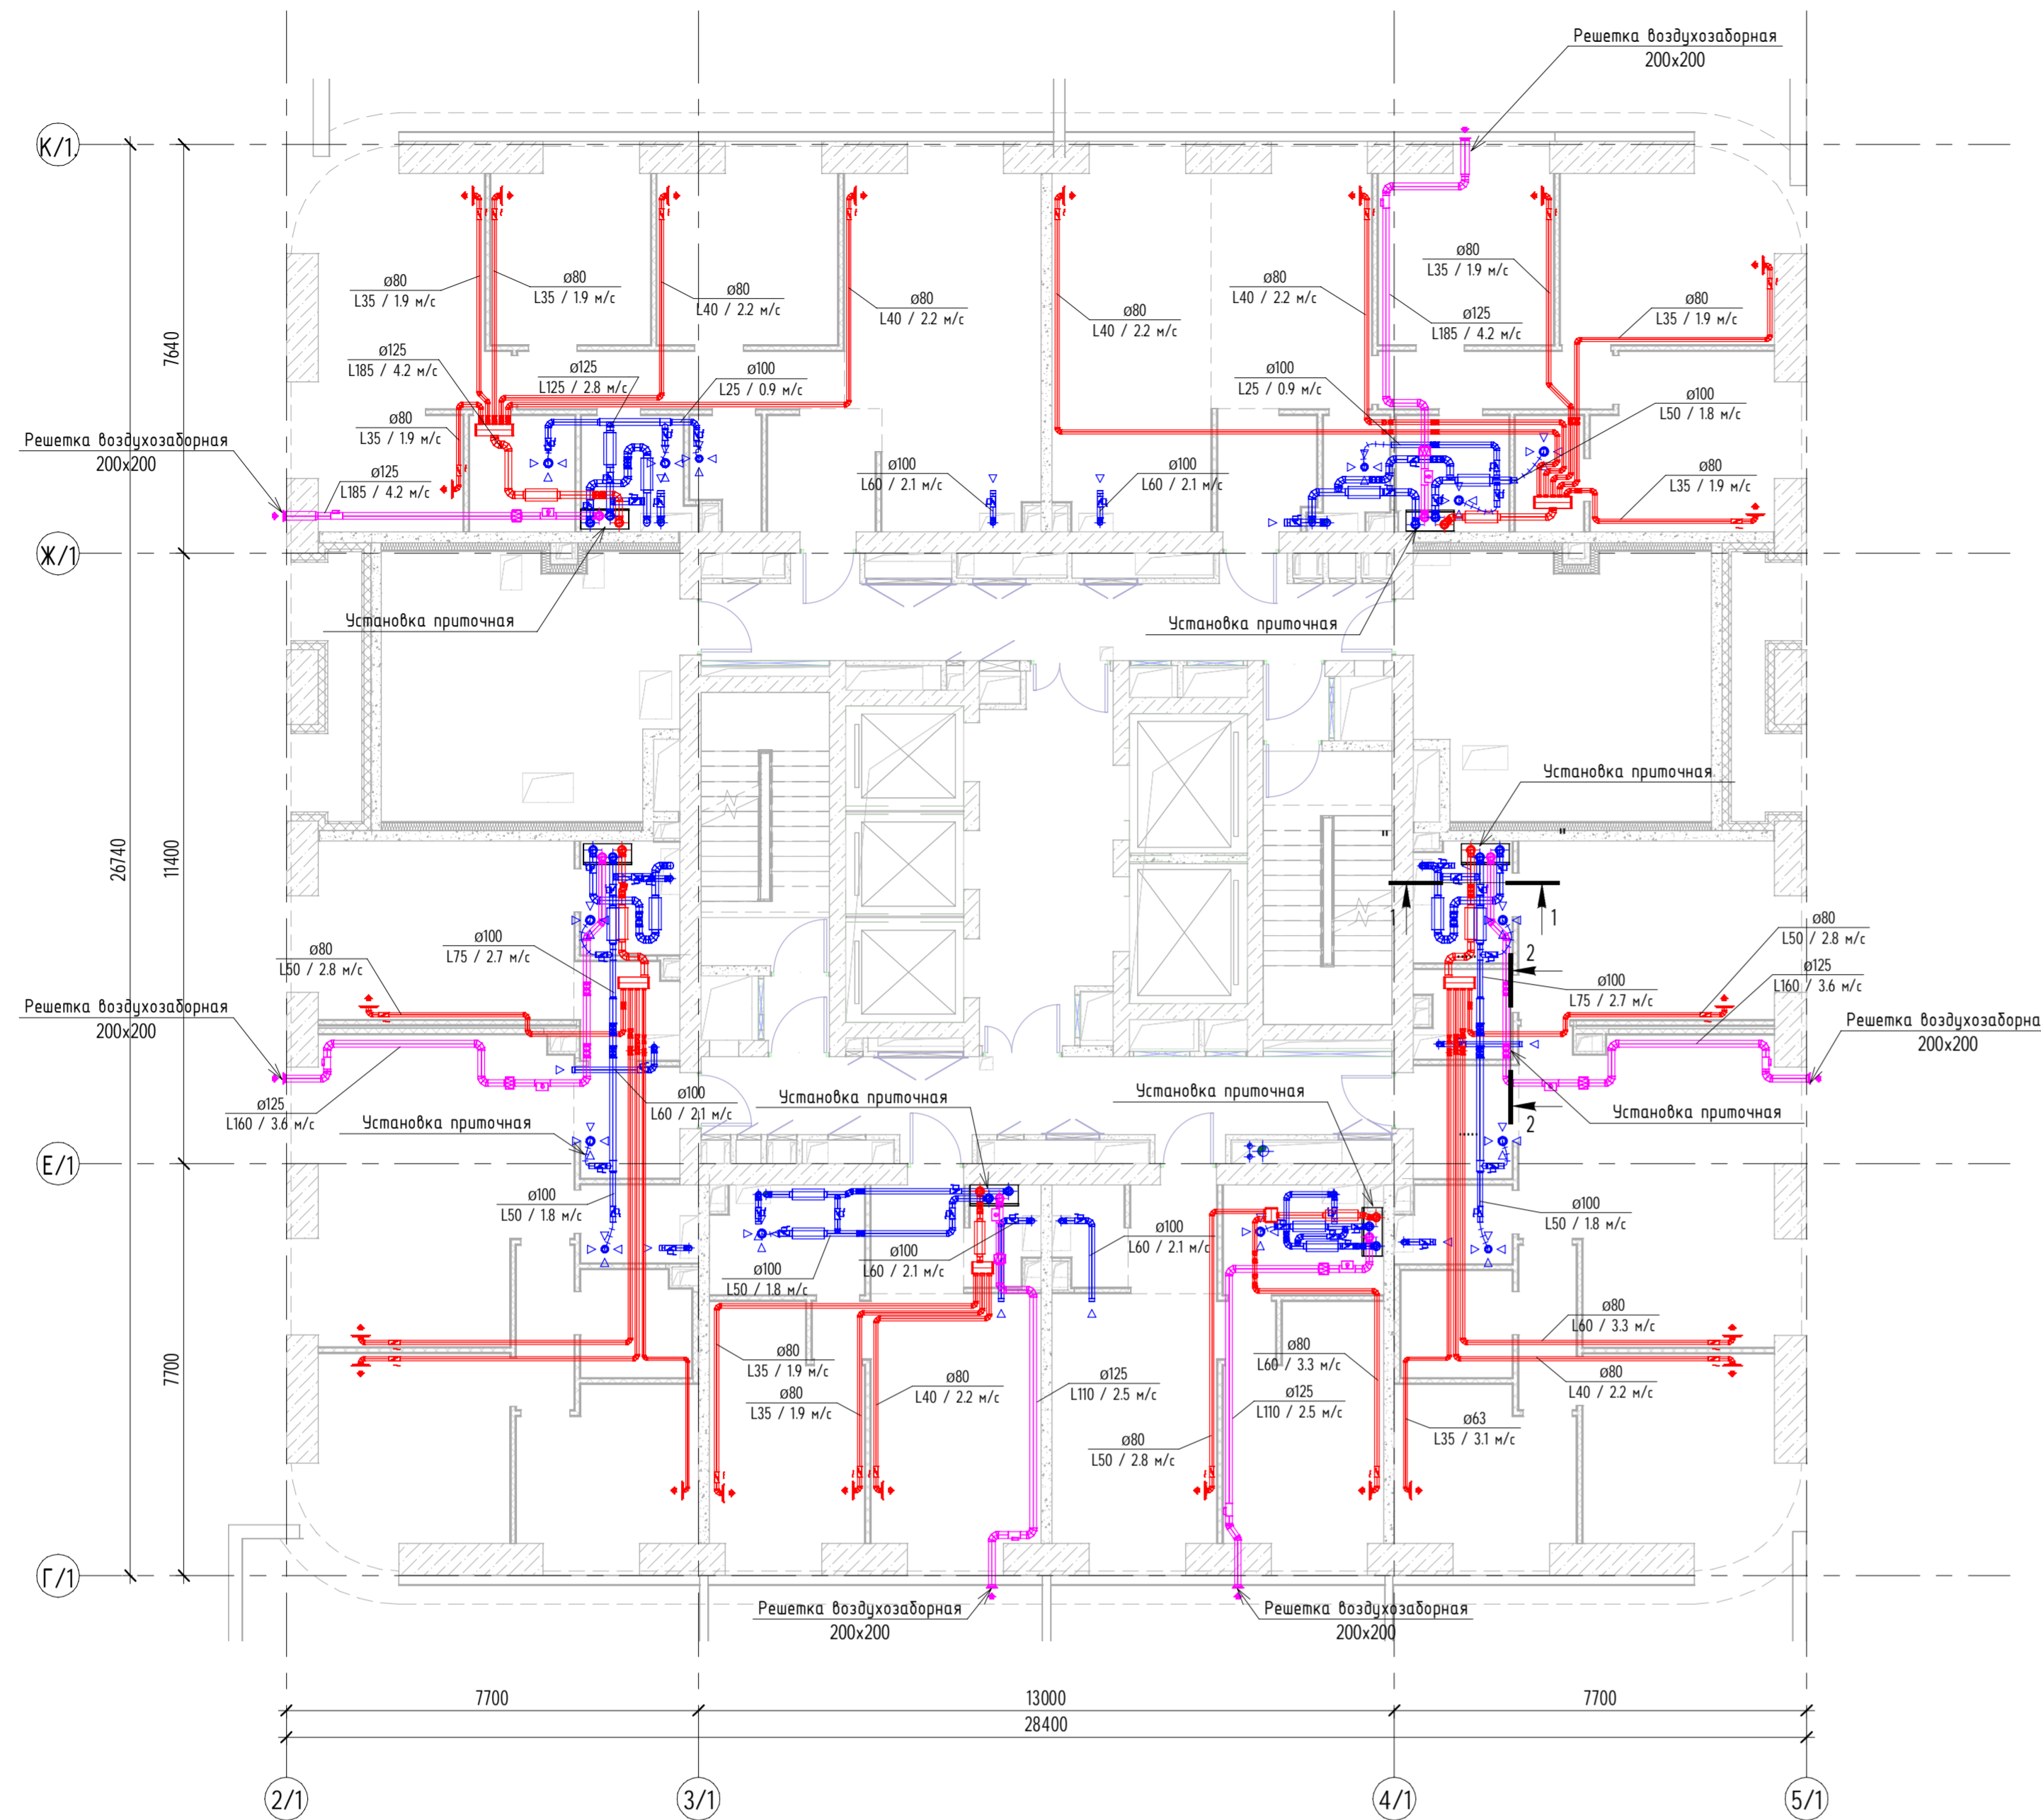 Решетка воздухозаборная
200x200
К/1
ø80
L35 / 1.9 м/с
ø80
L35 / 1.9 м/с
ø80
L40 / 2.2 м/с
ø80
L40 / 2.2 м/с
ø80
L40 / 2.2 м/с
ø80
L40 / 2.2 м/с
ø80
L35 / 1.9 м/с
ø125
L185 / 4.2 м/с
ø80
L35 / 1.9 м/с
7640
ø125
L185 / 4.2 м/с
ø125
L125 / 2.8 м/с
ø100
L25 / 0.9 м/с
ø100
L25 / 0.9 м/с
ø100
L50 / 1.8 м/с
ø80
L35 / 1.9 м/с
Решетка воздухозаборная
200x200
ø125
L185 / 4.2 м/с
ø100
L60 / 2.1 м/с
ø100
L60 / 2.1 м/с
ø80
L35 / 1.9 м/с
Ж/1
Установка приточная
Установка приточная
Установка приточная
26740
11400
1
1
ø80
L50 / 2.8 м/с
ø100
L75 / 2.7 м/с
ø80
L50 / 2.8 м/с
2
ø125
L160 / 3.6 м/с
ø100
L75 / 2.7 м/с
Решетка воздухозаборная
200x200
Решетка воздухозаборна
200x200
ø125
L160 / 3.6 м/с
ø100
L60 / 2.1 м/с
Установка приточная
Установка приточная
Установка приточная
Установка приточная
2
Е/1
ø100
L50 / 1.8 м/с
ø100
L50 / 1.8 м/с
ø100
L60 / 2.1 м/с
ø100
L60 / 2.1 м/с
ø100
L50 / 1.8 м/с
7700
ø80
L35 / 1.9 м/с
ø80
L35 / 1.9 м/с
ø80
L40 / 2.2 м/с
ø125
L110 / 2.5 м/с
ø80
L60 / 3.3 м/с
ø125
L110 / 2.5 м/с
ø80
L50 / 2.8 м/с
ø80
L60 / 3.3 м/с
ø80
L40 / 2.2 м/с
ø63
L35 / 3.1 м/с
Г/1
Решетка воздухозаборная
200x200
Решетка воздухозаборная
200x200
7700
13000
7700
28400
2/1
3/1
4/1
5/1